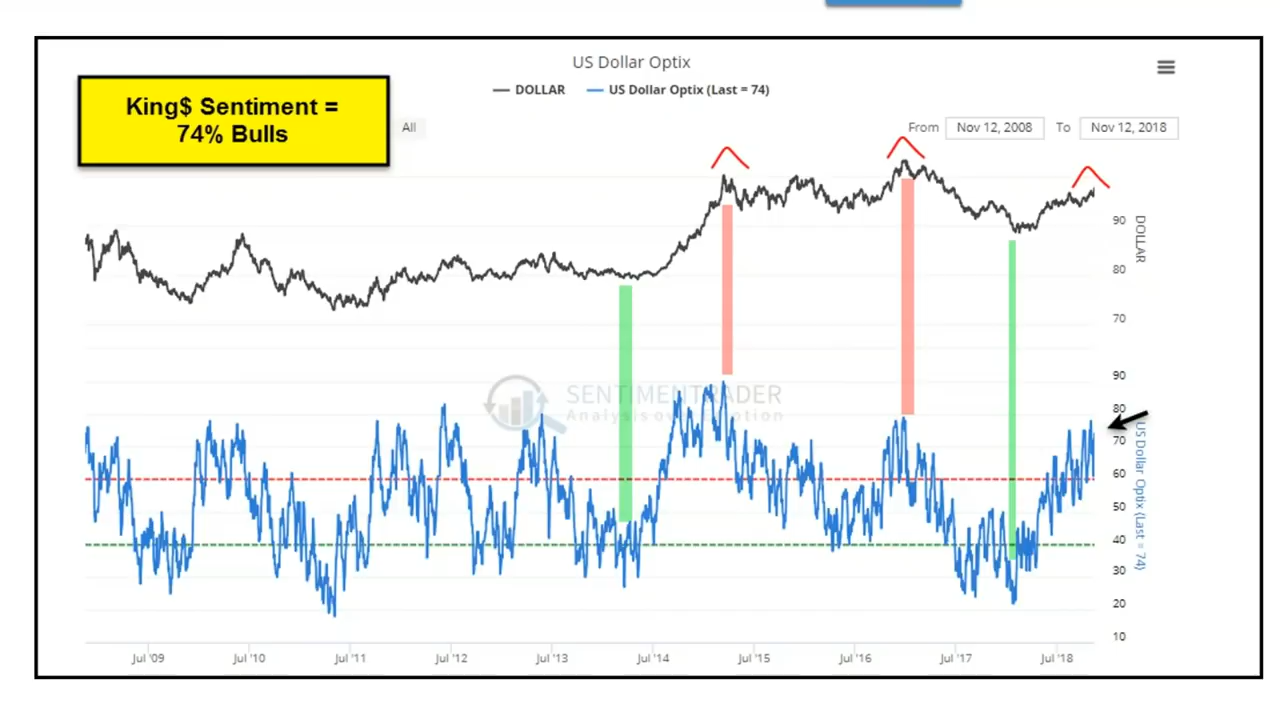 King$ Sentiment =
74% Bulls
US Dollar Optix
DOLLAR US Dollar Optix (Last = 74)
All
From Nov 12, 2008 To Nov 12, 2018
90
80
70
DOLLAR
SENTIMENTRADER
Analysis over Emotion
90
80
70
60
50
40
30
20
10
US Dollar Optix (Last = 74)
Jul '09 Jul '10 Jul '11 Jul '12 Jul '13 Jul '14 Jul '15 Jul '16 Jul '17 Jul '18